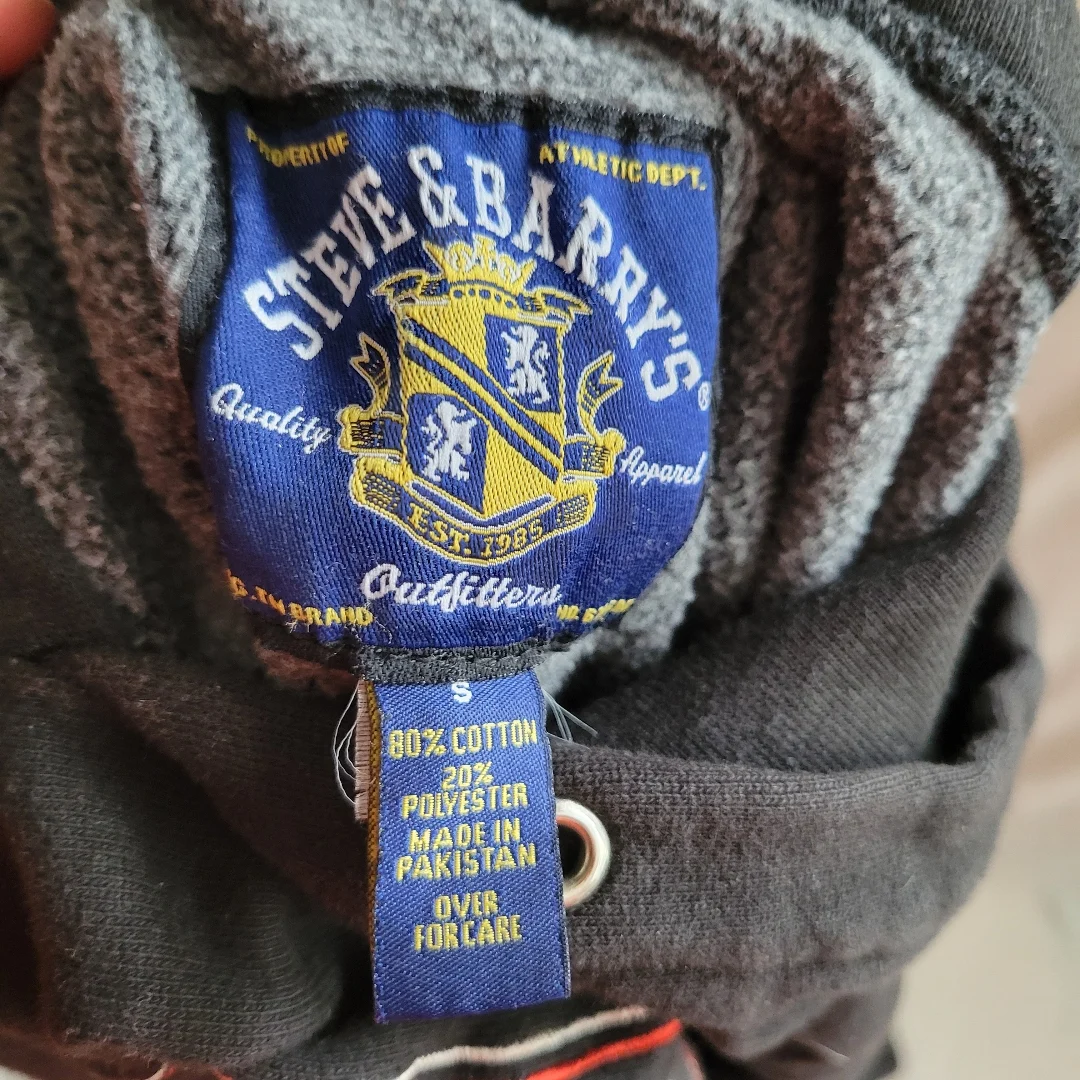 PROPERTY OF
ATHLETIC DEPT.
STEVE & BARRY'S®
Quality
Apparel
EST. 1985
Outfitters
BRAND
S
80% COTTON
20%
POLYESTER
MADE IN
PAKISTAN
OVER
FOR CARE